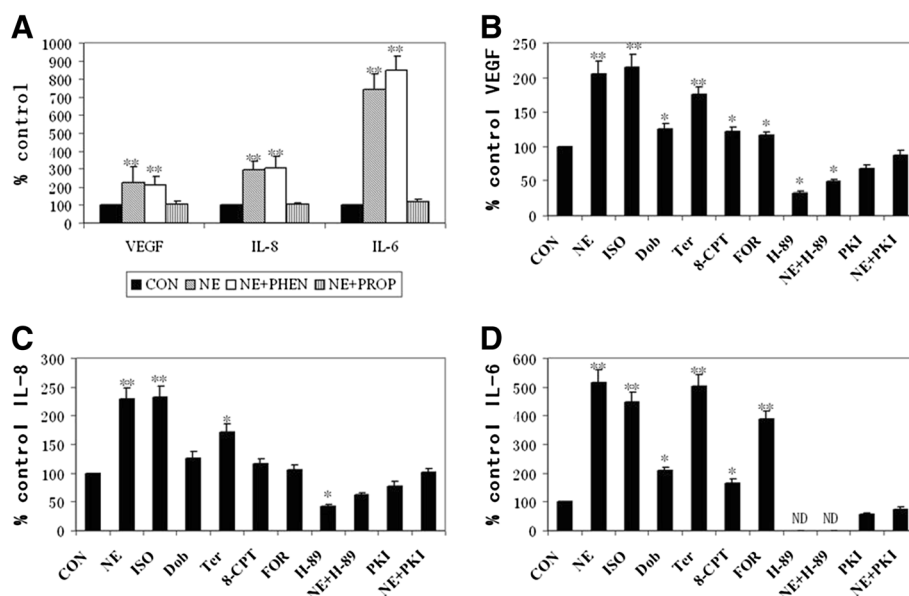 A
1000
900
800
700
600
500
400
300
200
100
0
% control
** ** ** ** ** **
VEGF IL-8 IL-6
CON NE NE+PHEN NE+PROP
B
250
200
150
100
50
0
% control VEGF
** ** * ** * * * *
CON NE ISO Dob Ter 8-CPT FOR H-89 NE+H-89 PKI NE+PKI
C
300
250
200
150
100
50
0
% control IL-8
** ** * *
CON NE ISO Dob Ter 8-CPT FOR H-89 NE+H-89 PKI NE+PKI
D
600
500
400
300
200
100
0
% control IL-6
** ** * ** * ** ND ND
CON NE ISO Dob Ter 8-CPT FOR H-89 NE+H-89 PKI NE+PKI